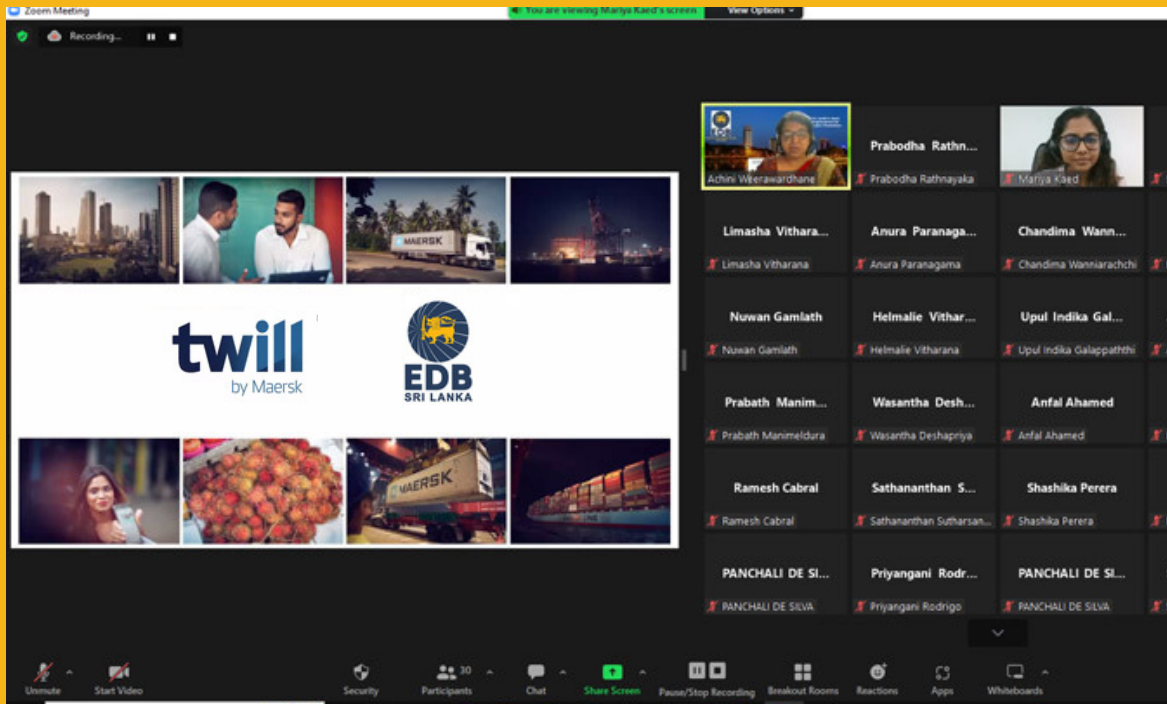 Zoom Meeting
You are viewing Mariya Kaed's screen
View Options
Recording...
MAERSK
twill
by Maersk
EDB
SRI LANKA
MAERSK
EDB
Achini Weerawardhane
Prabodha Rathn...
Prabodha Rathnayaka
Mariya Kaed
Limasha Vithara...
Limasha Vitharana
Anura Paranaga...
Anura Paranagama
Chandima Wann...
Chandima Wanniarachchi
Nuwan Gamlath
Nuwan Gamlath
Helmalie Vithar...
Helmalie Vitharana
Upul Indika Gal...
Upul Indika Galappaththi
Prabath Manim...
Prabath Manimeldura
Wasantha Desh...
Wasantha Deshapriya
Anfal Ahamed
Anfal Ahamed
Ramesh Cabral
Ramesh Cabral
Sathananthan S...
Sathananthan Sutharsan...
Shashika Perera
Shashika Perera
PANCHALI DE SI...
PANCHALI DE SILVA
Priyangani Rodr...
Priyangani Rodrigo
PANCHALI DE SI...
PANCHALI DE SILVA
Unmute
Start Video
Security
30
Participants
Chat
Share Screen
Pause/Stop Recording
Breakout Rooms
Reactions
Apps
Whiteboards